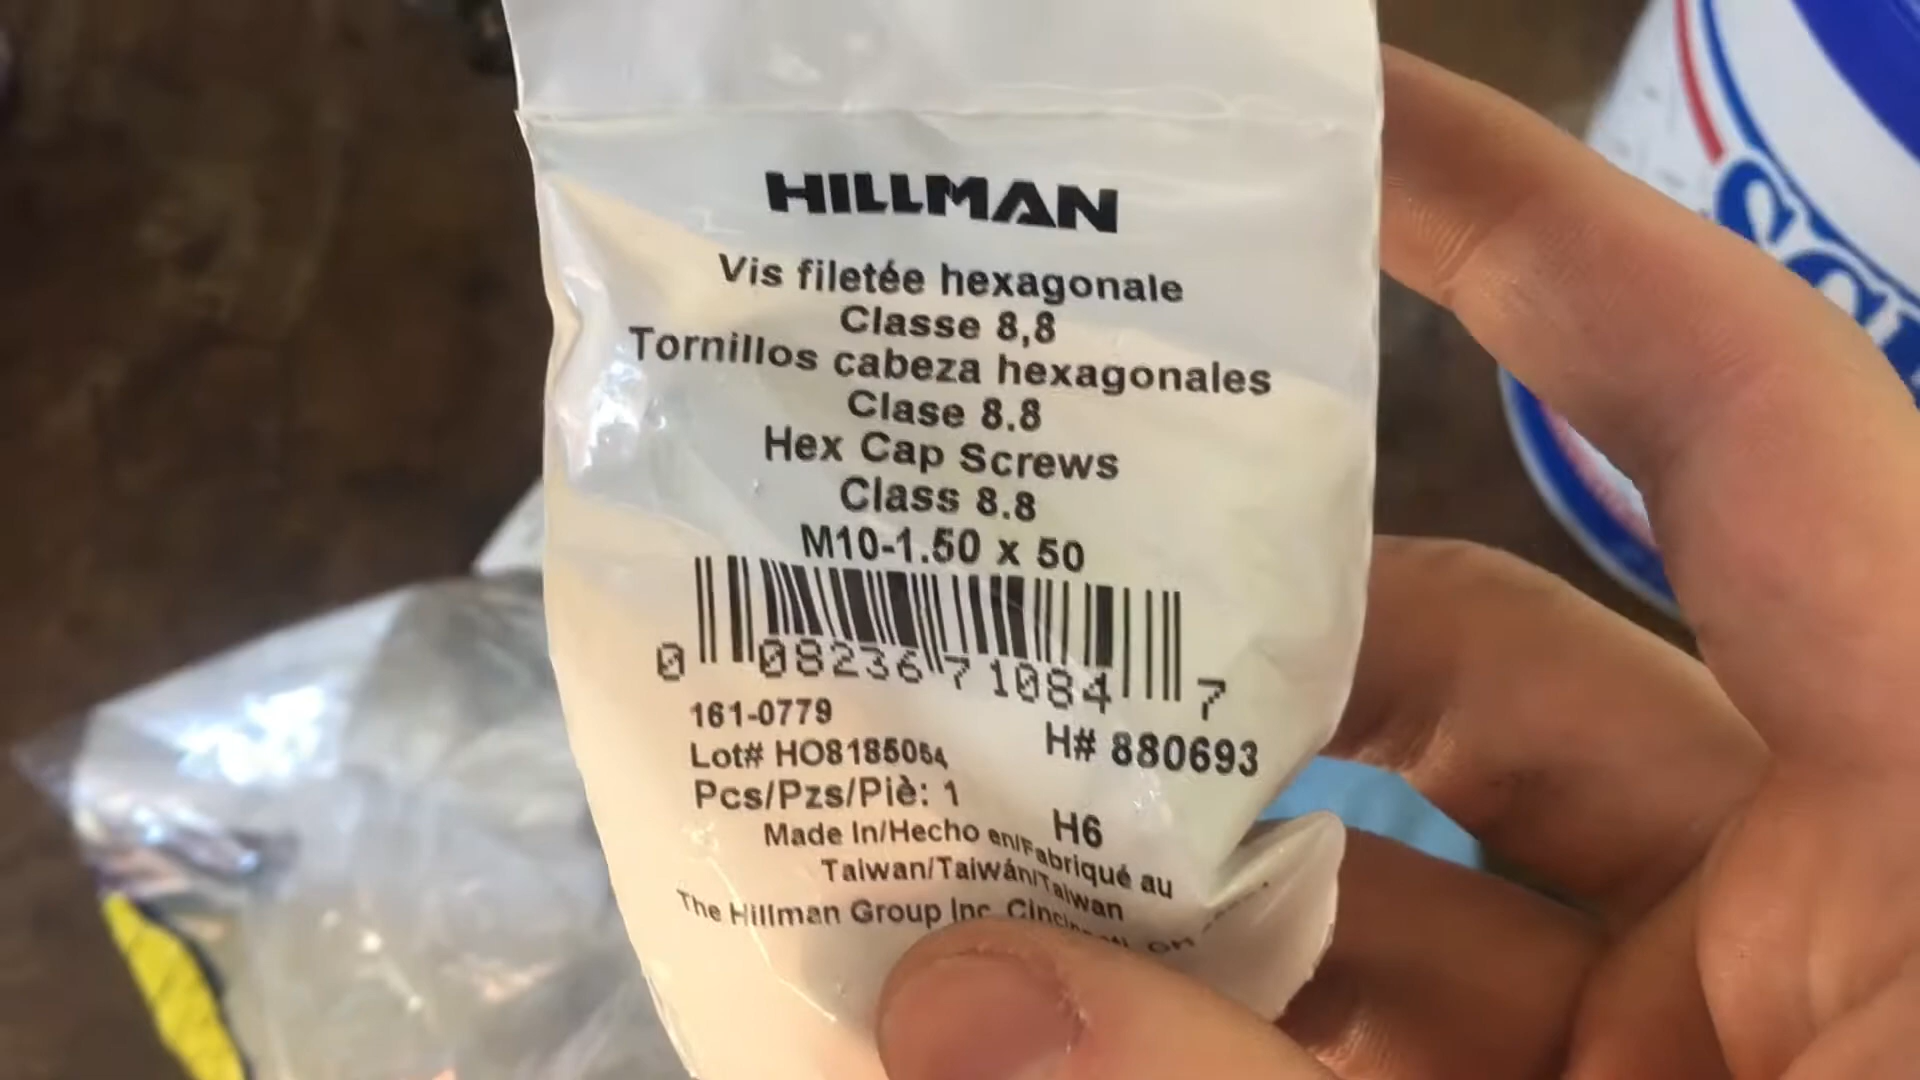 HILLMAN
Vis filetée hexagonale
Classe 8,8
Tornillos cabeza hexagonales
Clase 8.8
Hex Cap Screws
Class 8.8
M10-1.50 x 50
0 08236 71084 7
161-0779
H# 880693
Lot# HO8185054
Pcs/Pzs/Piè: 1
H6
Made In/Hecho en/Fabriqué au
Taiwan/Taiwán/Taiwan
The Hillman Group Inc